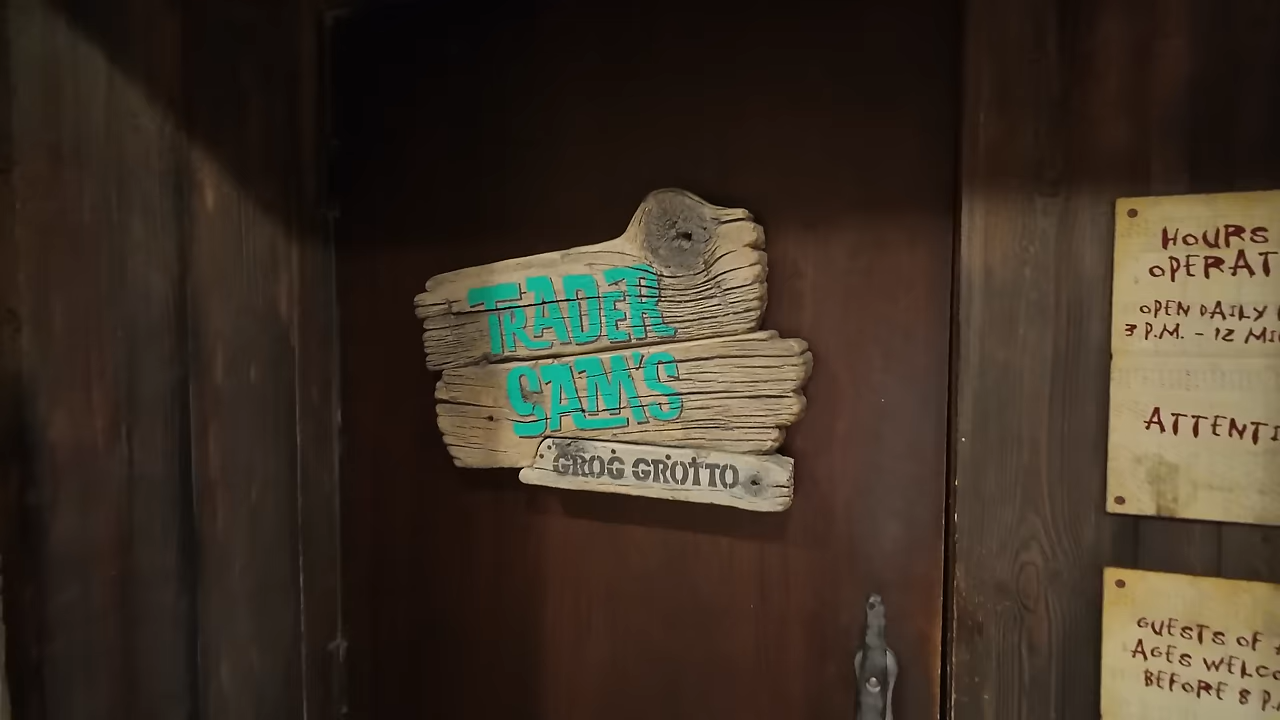 TRADER
SAM'S
GROG GROTTO
HOURS
OPERAT
OPEN DAILY
3 P.M. - 12 MI
ATTENTI
GUESTS OF
AGES WELCO
BEFORE 8 P.